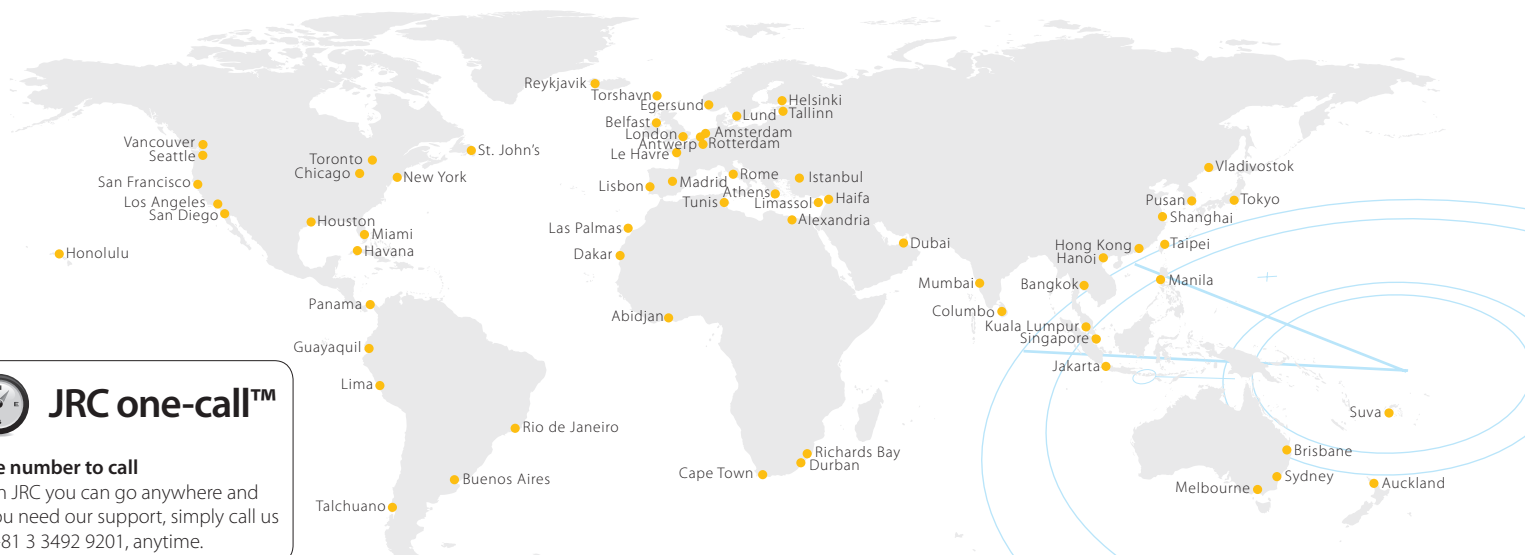 Reykjavik
Torshavn
Egersund
Helsinki
Tallinn
Lund
Belfast
London
Amsterdam
Antwerp
Rotterdam
Le Havre
Vancouver
Seattle
Toronto
Chicago
St. John's
New York
San Francisco
Los Angeles
San Diego
Houston
Miami
Havana
Honolulu
Lisbon
Madrid
Rome
Athens
Istanbul
Tunis
Limassol
Haifa
Alexandria
Las Palmas
Dakar
Dubai
Vladivostok
Pusan
Tokyo
Shanghai
Hong Kong
Taipei
Hanoi
Mumbai
Bangkok
Manila
Columbo
Kuala Lumpur
Singapore
Jakarta
Panama
Abidjan
Guayaquil
Lima
Rio de Janeiro
Buenos Aires
Talchuano
Cape Town
Richards Bay
Durban
Suva
Brisbane
Sydney
Melbourne
Auckland
E
JRC one-call™
number to call
JRC you can go anywhere and
need our support, simply call us
81 3 3492 9201, anytime.